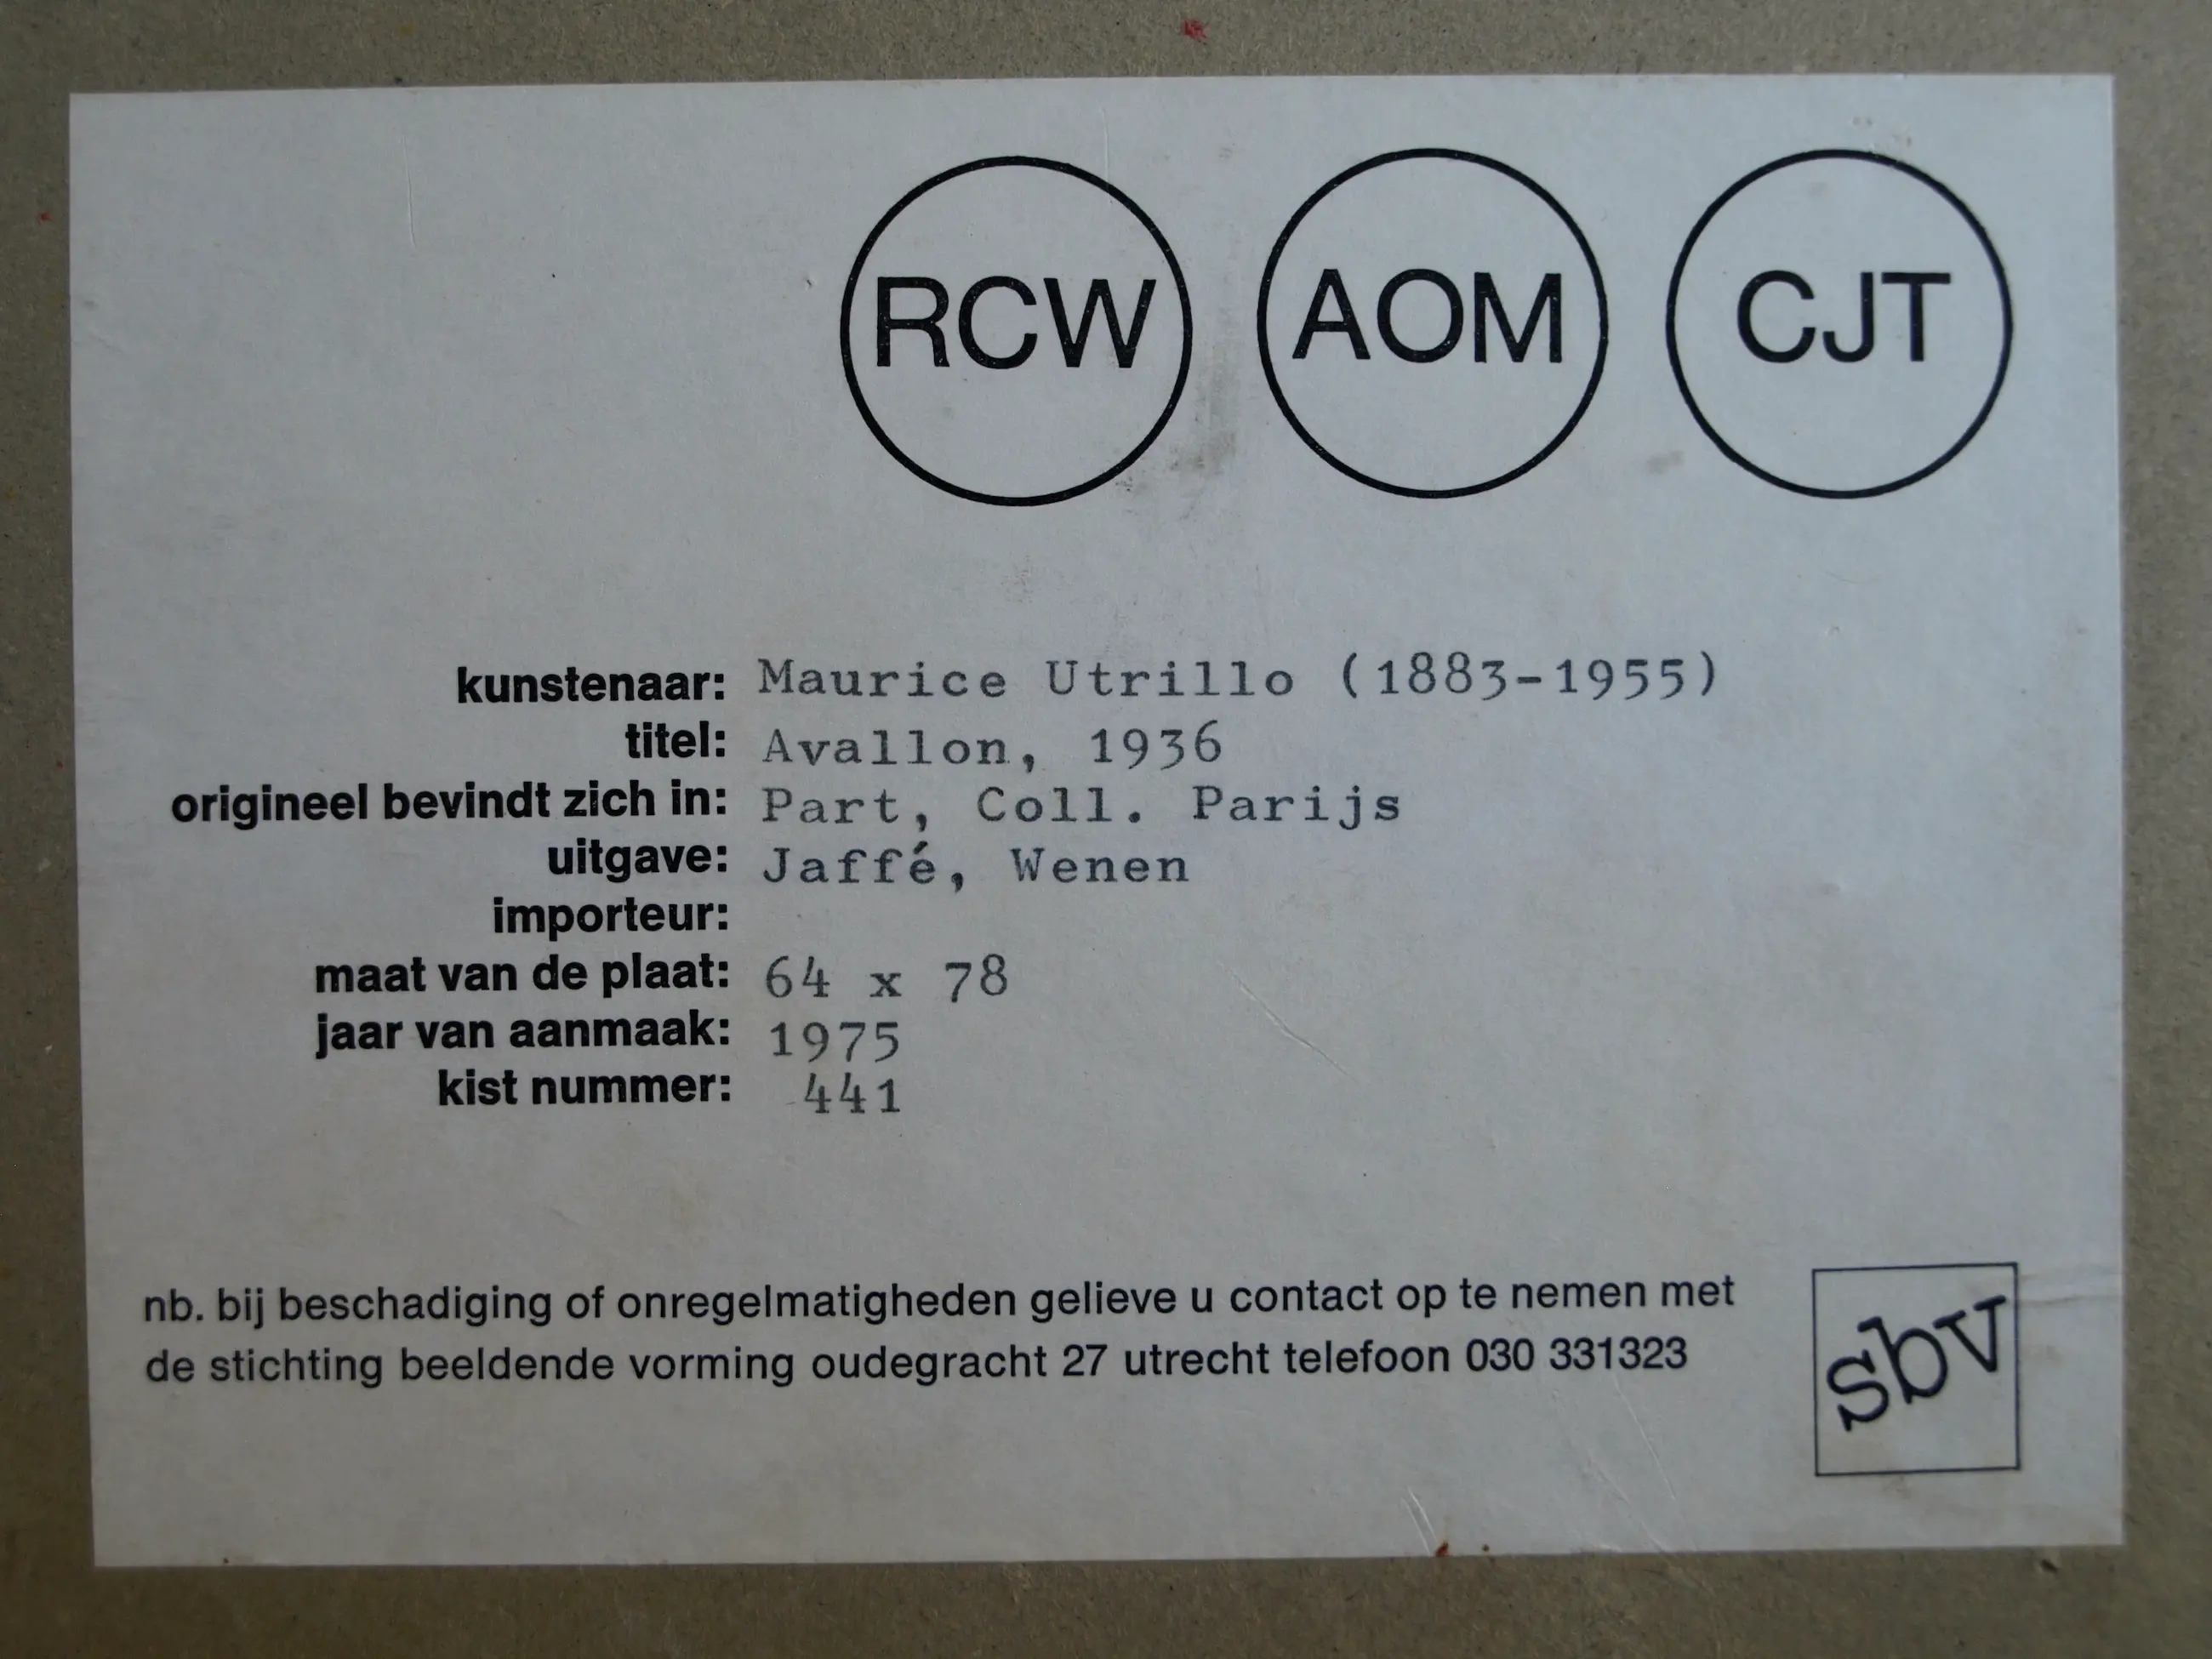 RCW AOM CJT
kunstenaar: Maurice Utrillo (1883-1955)
titel: Avallon, 1936
origineel bevindt zich in: Part, Coll. Parijs
uitgave: Jaffé, Wenen
importeur:
maat van de plaat: 64 x 78
jaar van aanmaak: 1975
kist nummer: 441
nb. bij beschadiging of onregelmatigheden gelieve u contact op te nemen met
de stichting beeldende vorming oudegracht 27 utrecht telefoon 030 331323
sbv